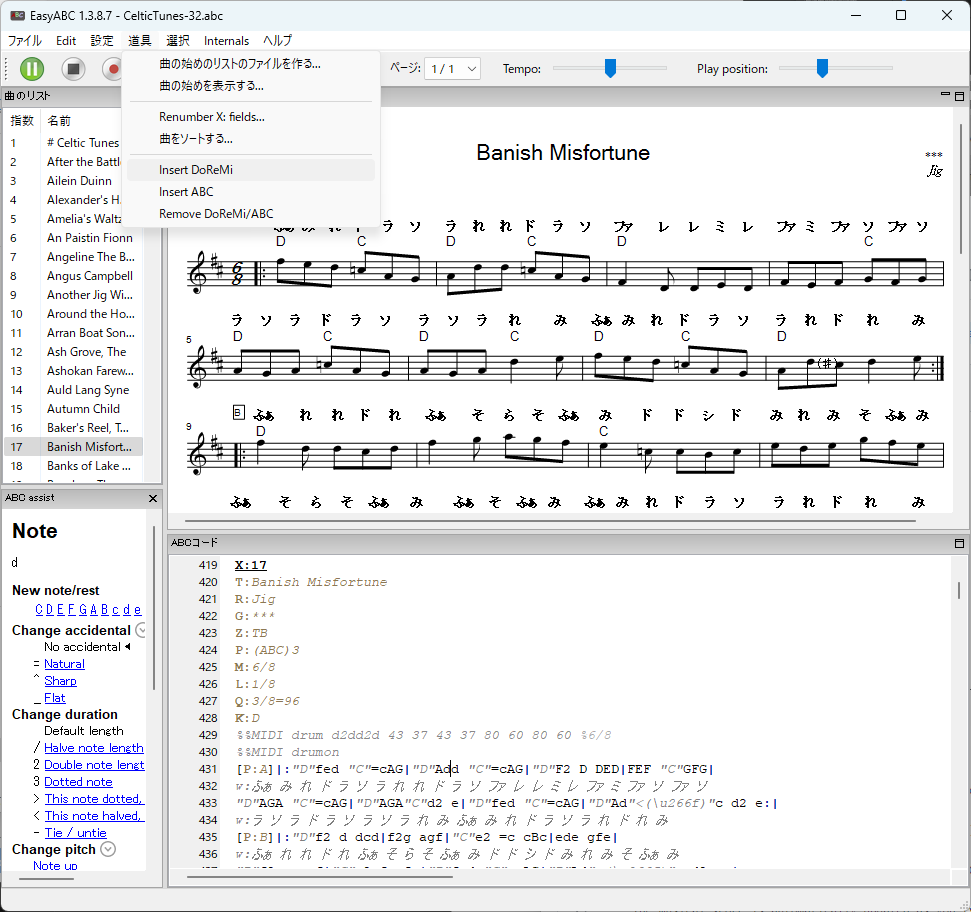 EasyABC 1.3.8.7 - CelticTunes-32.abc
ファイル Edit 設定 道具 選択 Internals ヘルプ
曲の始めのリストのファイルを作る...
曲の始めを表示する...
Renumber X: fields...
曲をソートする...
Insert DoReMi
Insert ABC
Remove DoReMi/ABC
ページ: 1 / 1 Tempo: Play position:
曲のリスト
指数 名前
1 # Celtic Tunes
2 After the Battl
3 Ailein Duinn
4 Alexander's H
5 Amelia's Waltz
6 An Paistin Fionn
7 Angeline The B...
8 Angus Campbell
9 Another Jig Wi...
10 Around the Ho...
11 Arran Boat Son...
12 Ash Grove, The
13 Ashokan Farew...
14 Auld Lang Syne
15 Autumn Child
16 Baker's Reel, T...
17 Banish Misfort...
18 Banks of Lake ...
Banish Misfortune
***
Jig
ふぁ み れ ド ラ ソ ラ れ れ ド ラ ソ ファ レ レ ミ レ ファ ミ ファ ソ ファ ソ
D C D C D C
6
8
ラ ソ ラ ド ラ ソ ラ ソ ラ れ み ふぁ み れ ド ラ ソ ラ れ ド れ み
5 D C D C D C D
(#)
B ふぁ れ れ ド れ ふぁ そ ら そ ふぁ み ド ド シ ド み れ み そ ふぁ み
9 D C
ふぁ そ ら そ ふぁ み ふぁ そ ふぁ み れ ド ラ ソ ラ れ ド れ み
ABC assist
Note
d
New note/rest
C D E F G A B c d e
Change accidental
No accidental
= Natural
^ Sharp
_ Flat
Change duration
Default length
/ Halve note length
2 Double note lengt
3 Dotted note
> This note dotted,
< This note halved,
- Tie / untie
Change pitch
Note up
ABCコード
419 X:17
420 T:Banish Misfortune
421 R:Jig
422 G:***
423 Z:TB
424 P:(ABC)3
425 M:6/8
426 L:1/8
427 Q:3/8=96
428 K:D
429 %%MIDI drum d2dd2d 43 37 43 37 80 60 80 60 %6/8
430 %%MIDI drumon
431 [P:A]|:"D"fed "C"=cAG|"D"Add "C"=cAG|"D"F2 D DED|FEF "C"GFG|
432 w:ふぁ み れ ド ラ ソ ラ れ れ ド ラ ソ ファ レ レ ミ レ ファ ミ ファ ソ ファ ソ
433 "D"AGA "C"=cAG|"D"AGA"C"d2 e|"D"fed "C"=cAG|"D"Ad"<(\u266f)"c d2 e:|
434 w:ラ ソ ラ ド ラ ソ ラ ソ ラ れ み ふぁ み れ ド ラ ソ ラ れ ド れ み
435 [P:B]|:"D"f2 d dcd|f2g agf|"C"e2 =c cBc|ede gfe|
436 w:ふぁ れ れ ド れ ふぁ そ ら そ ふぁ み ド ド シ ド み れ み そ ふぁ み